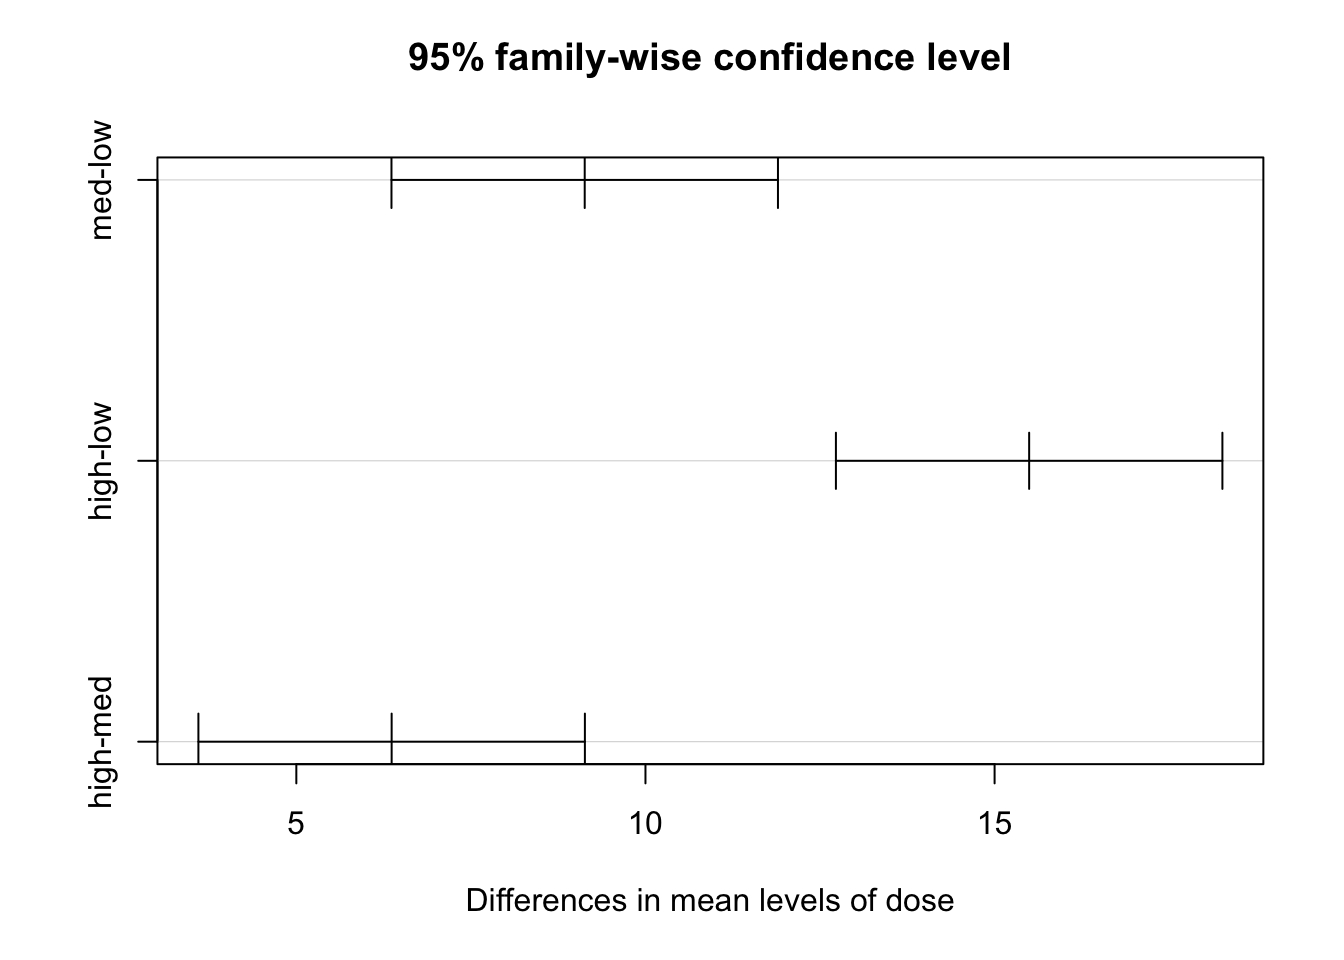 95% family-wise confidence level
med-low
high-low
high-med
5 10 15
Differences in mean levels of dose